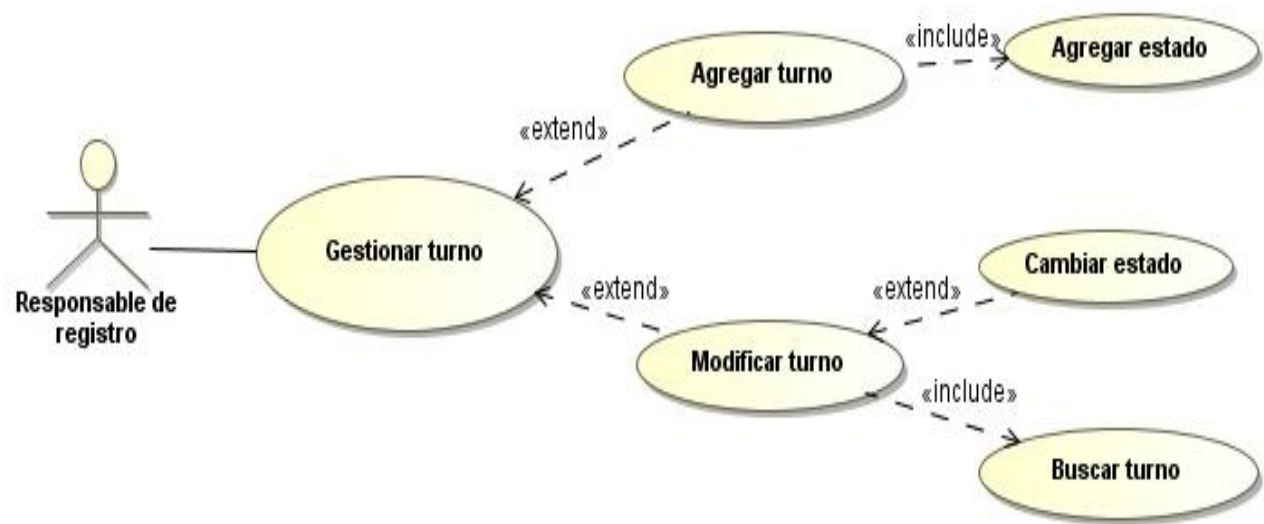 «include»
Agregar estado
Agregar turno
«extend»
Gestionar turno
Responsable de
registro
«extend»
«extend»
Cambiar estado
Modificar turno
«include»
Buscar turno